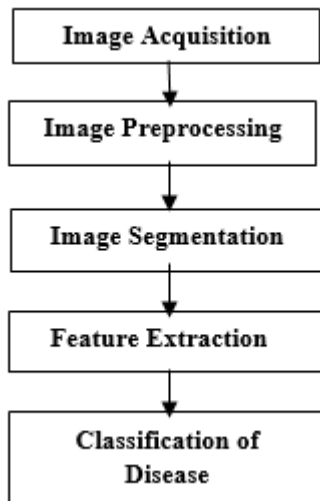 Image Acquisition
Image Preprocessing
Image Segmentation
Feature Extraction
Classification of
Disease